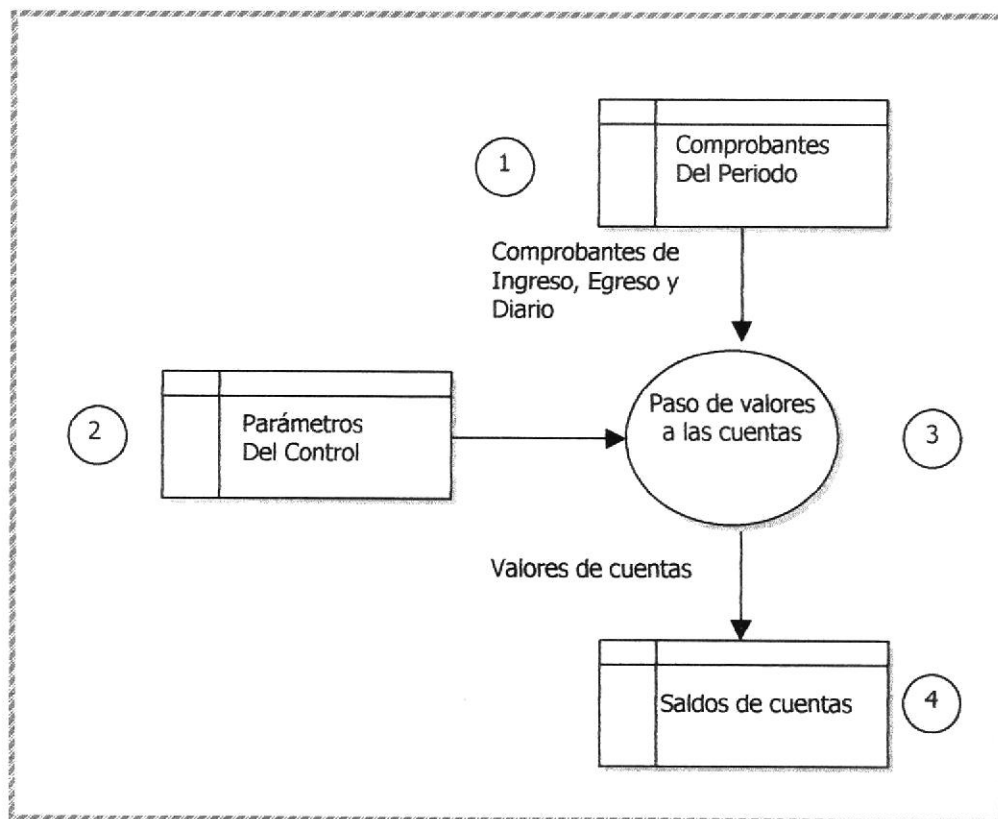 Comprobantes
Del Periodo
1
Comprobantes de
Ingreso, Egreso y
Diario
Paso de valores
a las cuentas
Parámetros
Del Control
2
3
Valores de cuentas
Saldos de cuentas
4